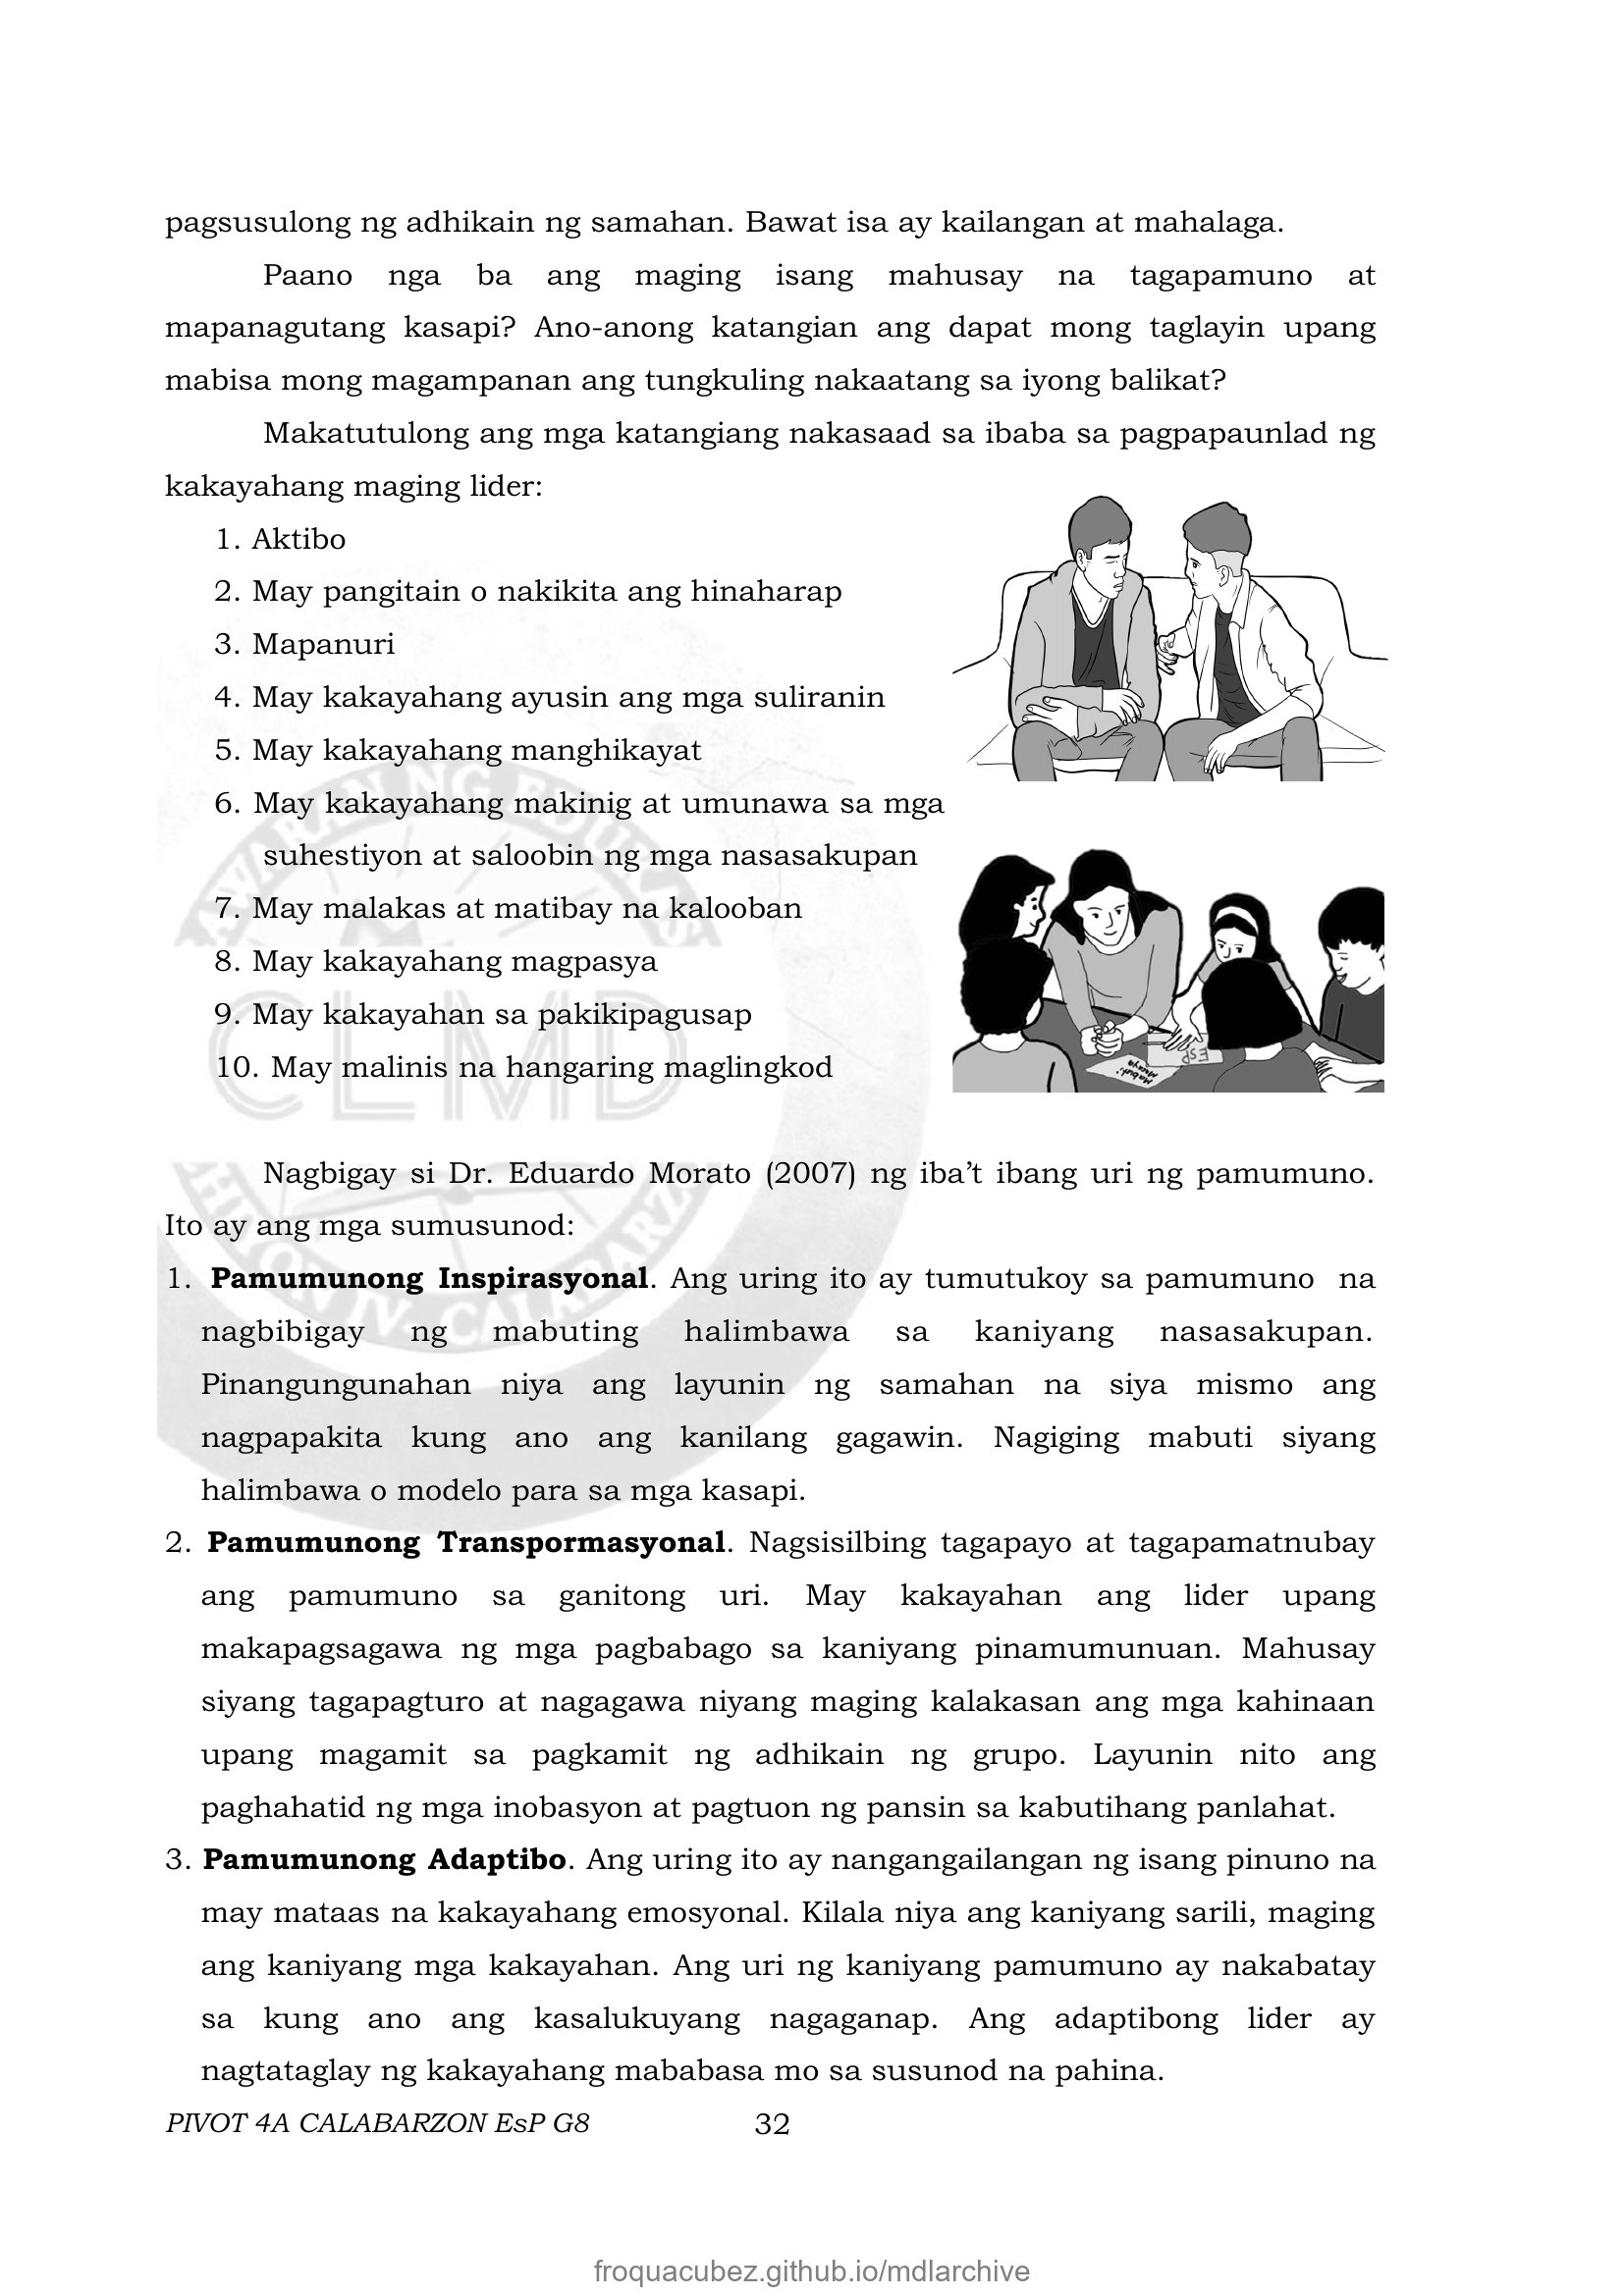 pagsusulong ng adhikain ng samahan. Bawat isa ay kailangan at mahalaga.
Paano nga ba ang maging isang mahusay na tagapamuno at
mapanagutang kasapi? Ano-anong katangian ang dapat mong taglayin upang
mabisa mong magampanan ang tungkuling nakaatang sa iyong balikat?
Makatutulong ang mga katangiang nakasaad sa ibaba sa pagpapaunlad ng
kakayahang maging lider:
1. Aktibo
2. May pangitain o nakikita ang hinaharap
3. Mapanuri
4. May kakayahang ayusin ang mga suliranin
5. May kakayahang manghikayat
6. May kakayahang makinig at umunawa sa mga
suhestiyon at saloobin ng mga nasasakupan
7. May malakas at matibay na kalooban
8. May kakayahang magpasya
9. May kakayahan sa pakikipagusap
10. May malinis na hangaring maglingkod
CLMD
ESP
Nagbigay si Dr. Eduardo Morato (2007) ng iba't ibang uri ng pamumuno.
Ito ay ang mga sumusunod:
1. Pamumunong Inspirasyonal. Ang uring ito ay tumutukoy sa pamumuno na
nagbibigay ng mabuting halimbawa sa kaniyang nasasakupan.
Pinangungunahan niya ang layunin ng samahan na siya mismo ang
nagpapakita kung ano ang kanilang gagawin. Nagiging mabuti siyang
halimbawa o modelo para sa mga kasapi.
2. Pamumunong Transpormasyonal. Nagsisilbing tagapayo at tagapamatnubay
ang pamumuno sa ganitong uri. May kakayahan ang lider upang
makapagsagawa ng mga pagbabago sa kaniyang pinamumunuan. Mahusay
siyang tagapagturo at nagagawa niyang maging kalakasan ang mga kahinaan
upang magamit sa pagkamit ng adhikain ng grupo. Layunin nito ang
paghahatid ng mga inobasyon at pagtuon ng pansin sa kabutihang panlahat.
3. Pamumunong Adaptibo. Ang uring ito ay nangangailangan ng isang pinuno na
may mataas na kakayahang emosyonal. Kilala niya ang kaniyang sarili, maging
ang kaniyang mga kakayahan. Ang uri ng kaniyang pamumuno ay nakabatay
sa kung ano ang kasalukuyang nagaganap. Ang adaptibong lider ay
nagtataglay ng kakayahang mababasa mo sa susunod na pahina.
PIVOT 4A CALABARZON EsP G8 32
froquacubez.github.io/mdlarchive